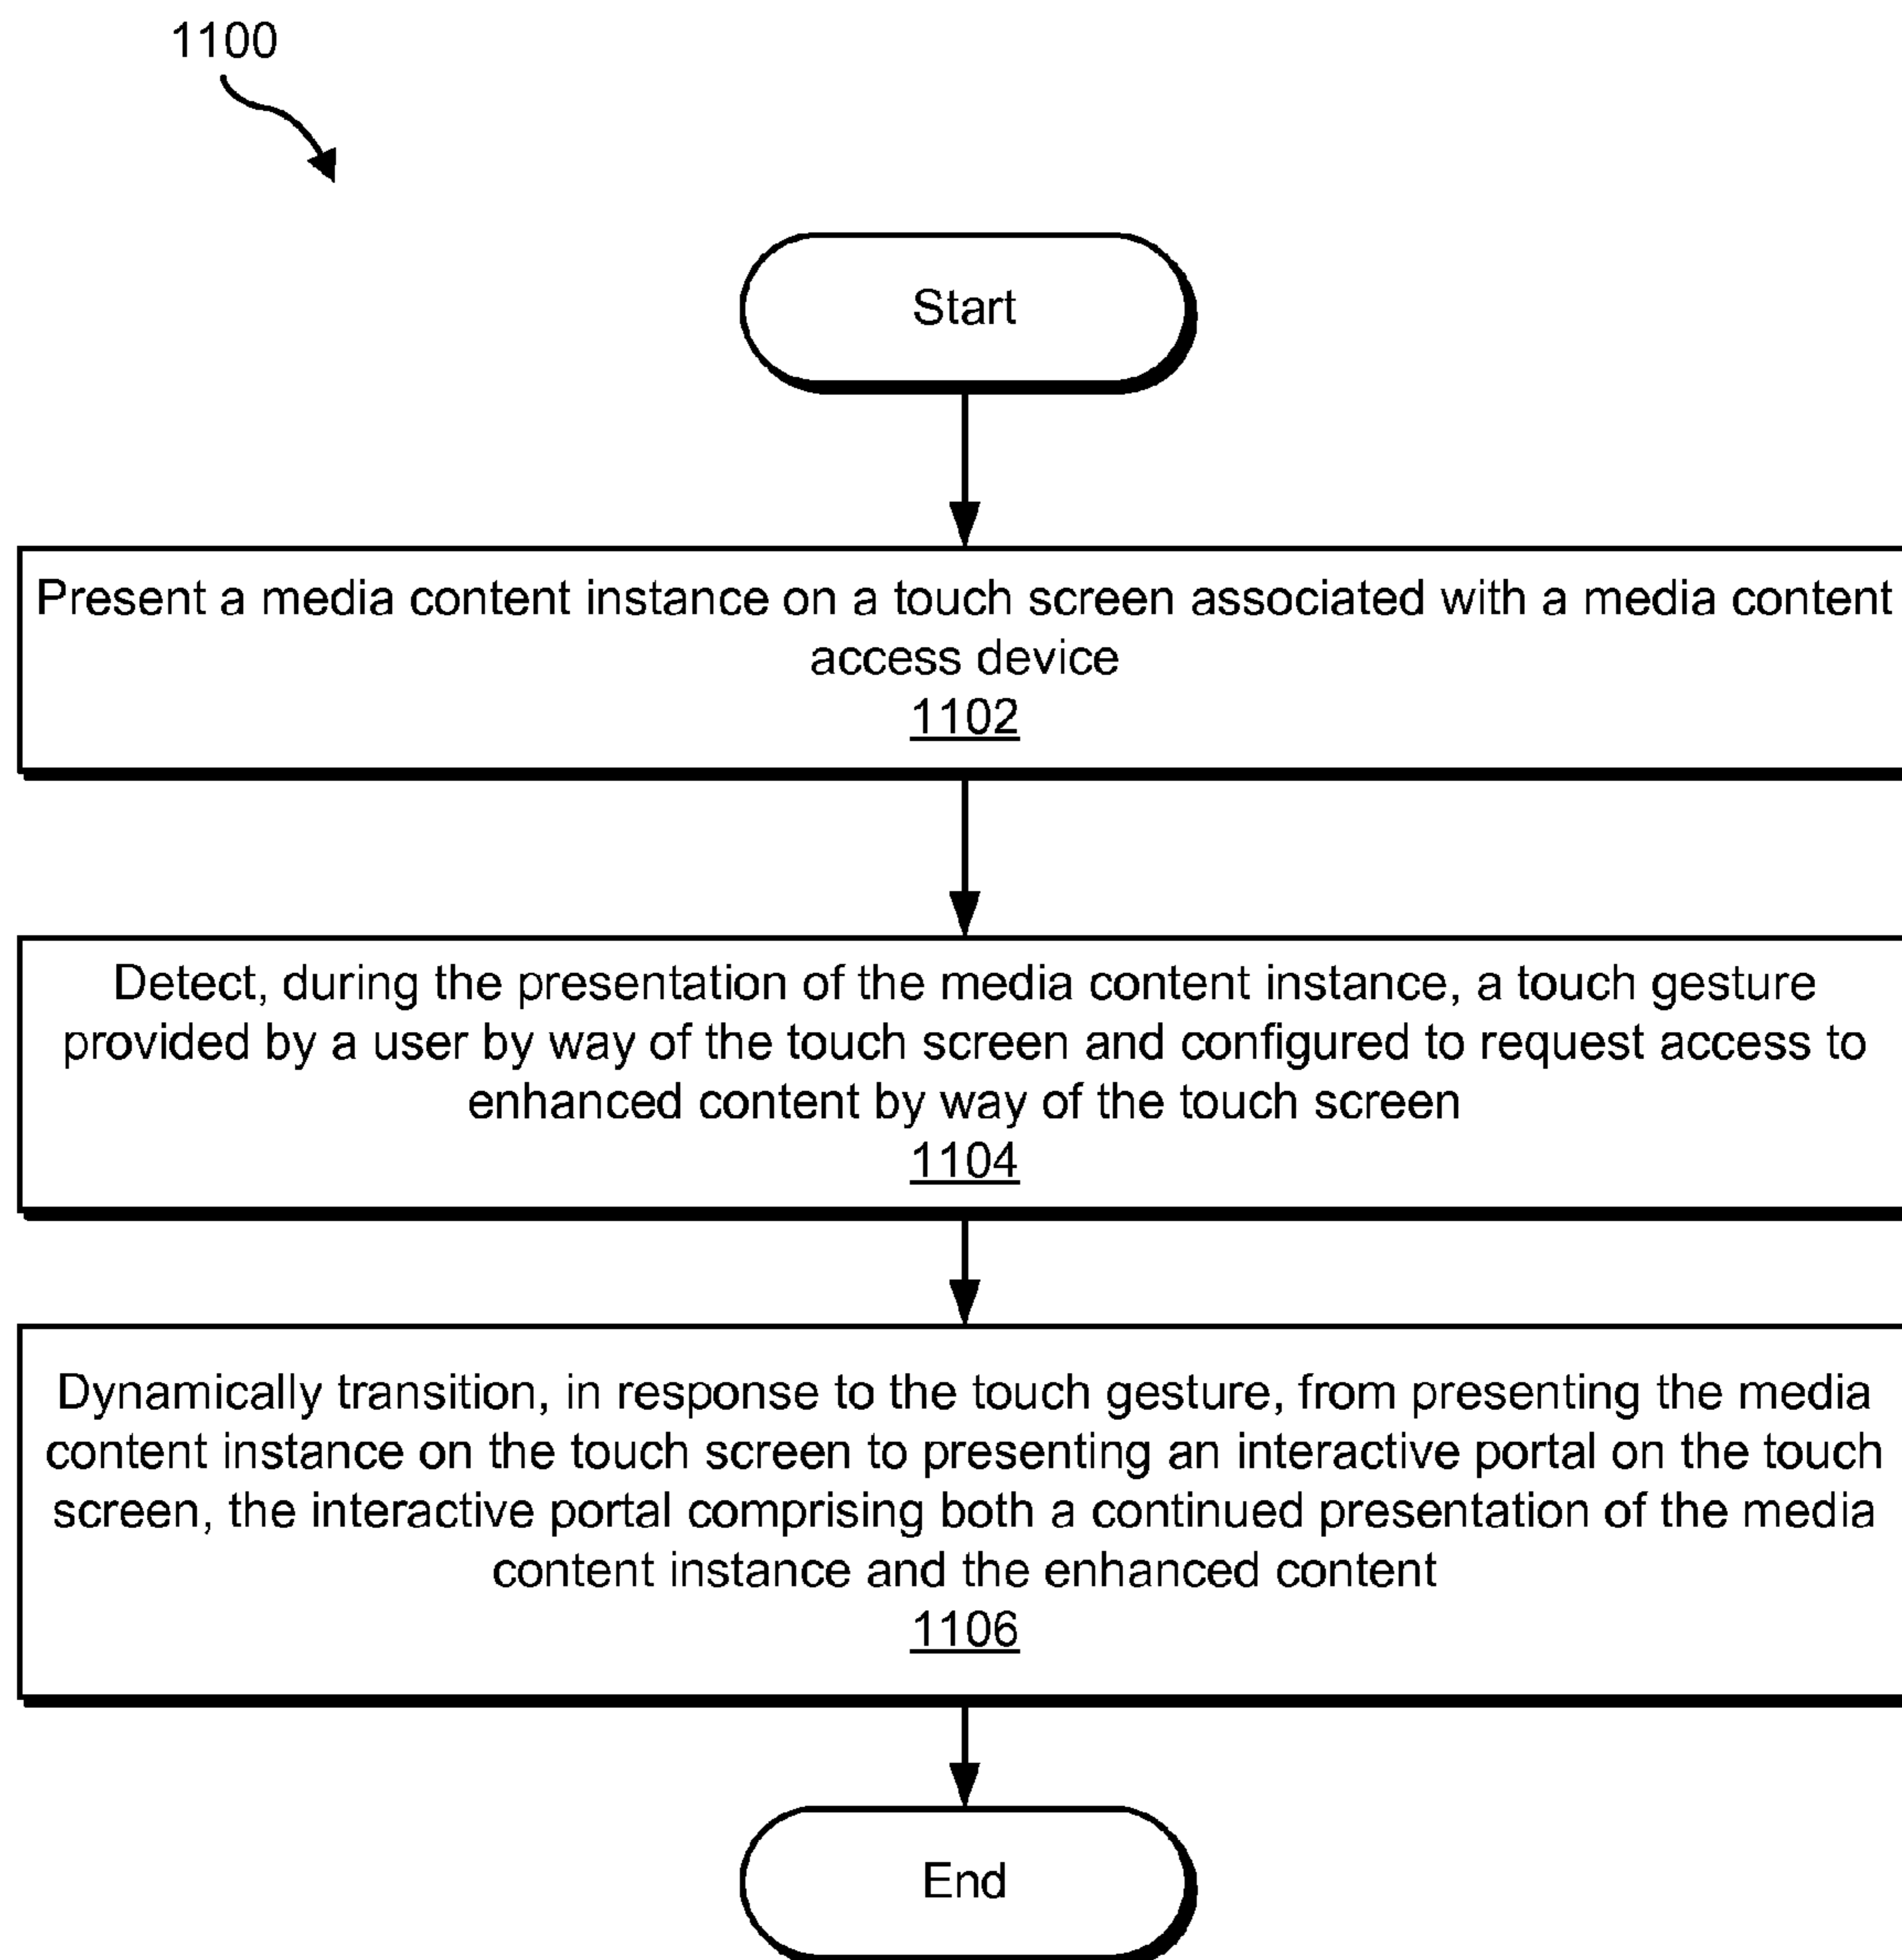 1100
Start
Present a media content instance on a touch screen associated with a media content
access device
1102
Detect, during the presentation of the media content instance, a touch gesture
provided by a user by way of the touch screen and configured to request access to
enhanced content by way of the touch screen
1104
Dynamically transition, in response to the touch gesture, from presenting the media
content instance on the touch screen to presenting an interactive portal on the touch
screen, the interactive portal comprising both a continued presentation of the media
content instance and the enhanced content
1106
End